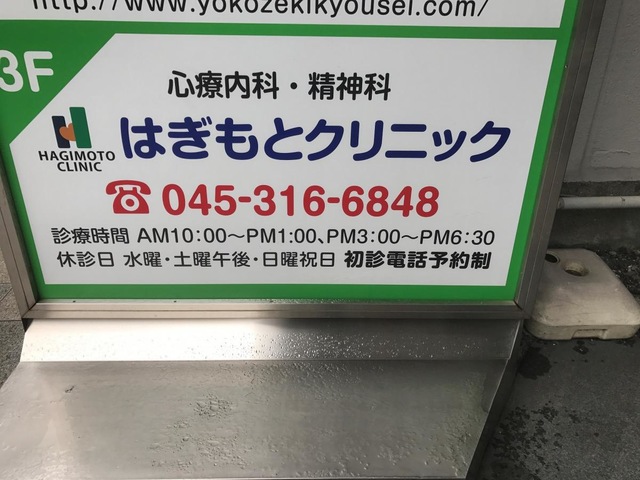 http://www.yokozekikyousei.com/
3F
心療内科・精神科
HAGIMOTO
CLINIC
はぎもとクリニック
☎045-316-6848
診療時間 AM10:00〜PM1:00、PM3:00〜PM6:30
休診日 水曜・土曜午後・日曜祝日 初診電話予約制